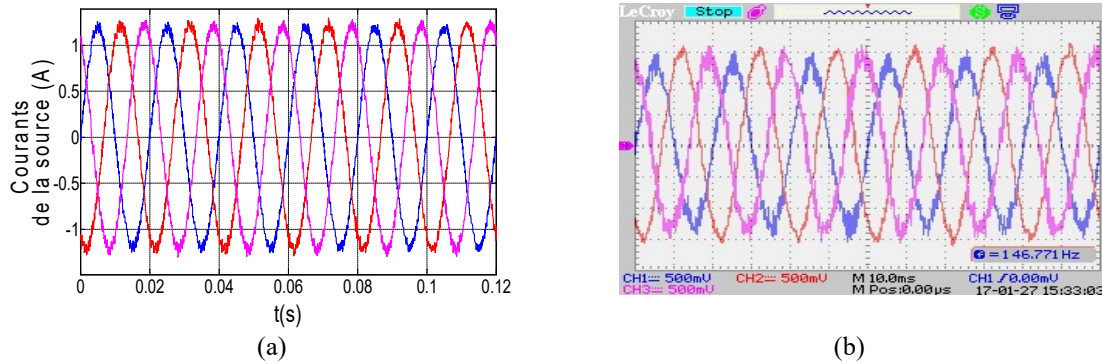 Courants
de la source (A)
1
0.5
0
-0.5
-1
0 0.02 0.04 0.06 0.08 0.1 0.12
t(s)
(a)
LeCroy Stop
= 146.771Hz
CH1 500mV CH2 500mV M 10.0ms CH1 0.00mV
CH3 500mV M Pos:0.00µs 17-01-27 15:33:03
(b)